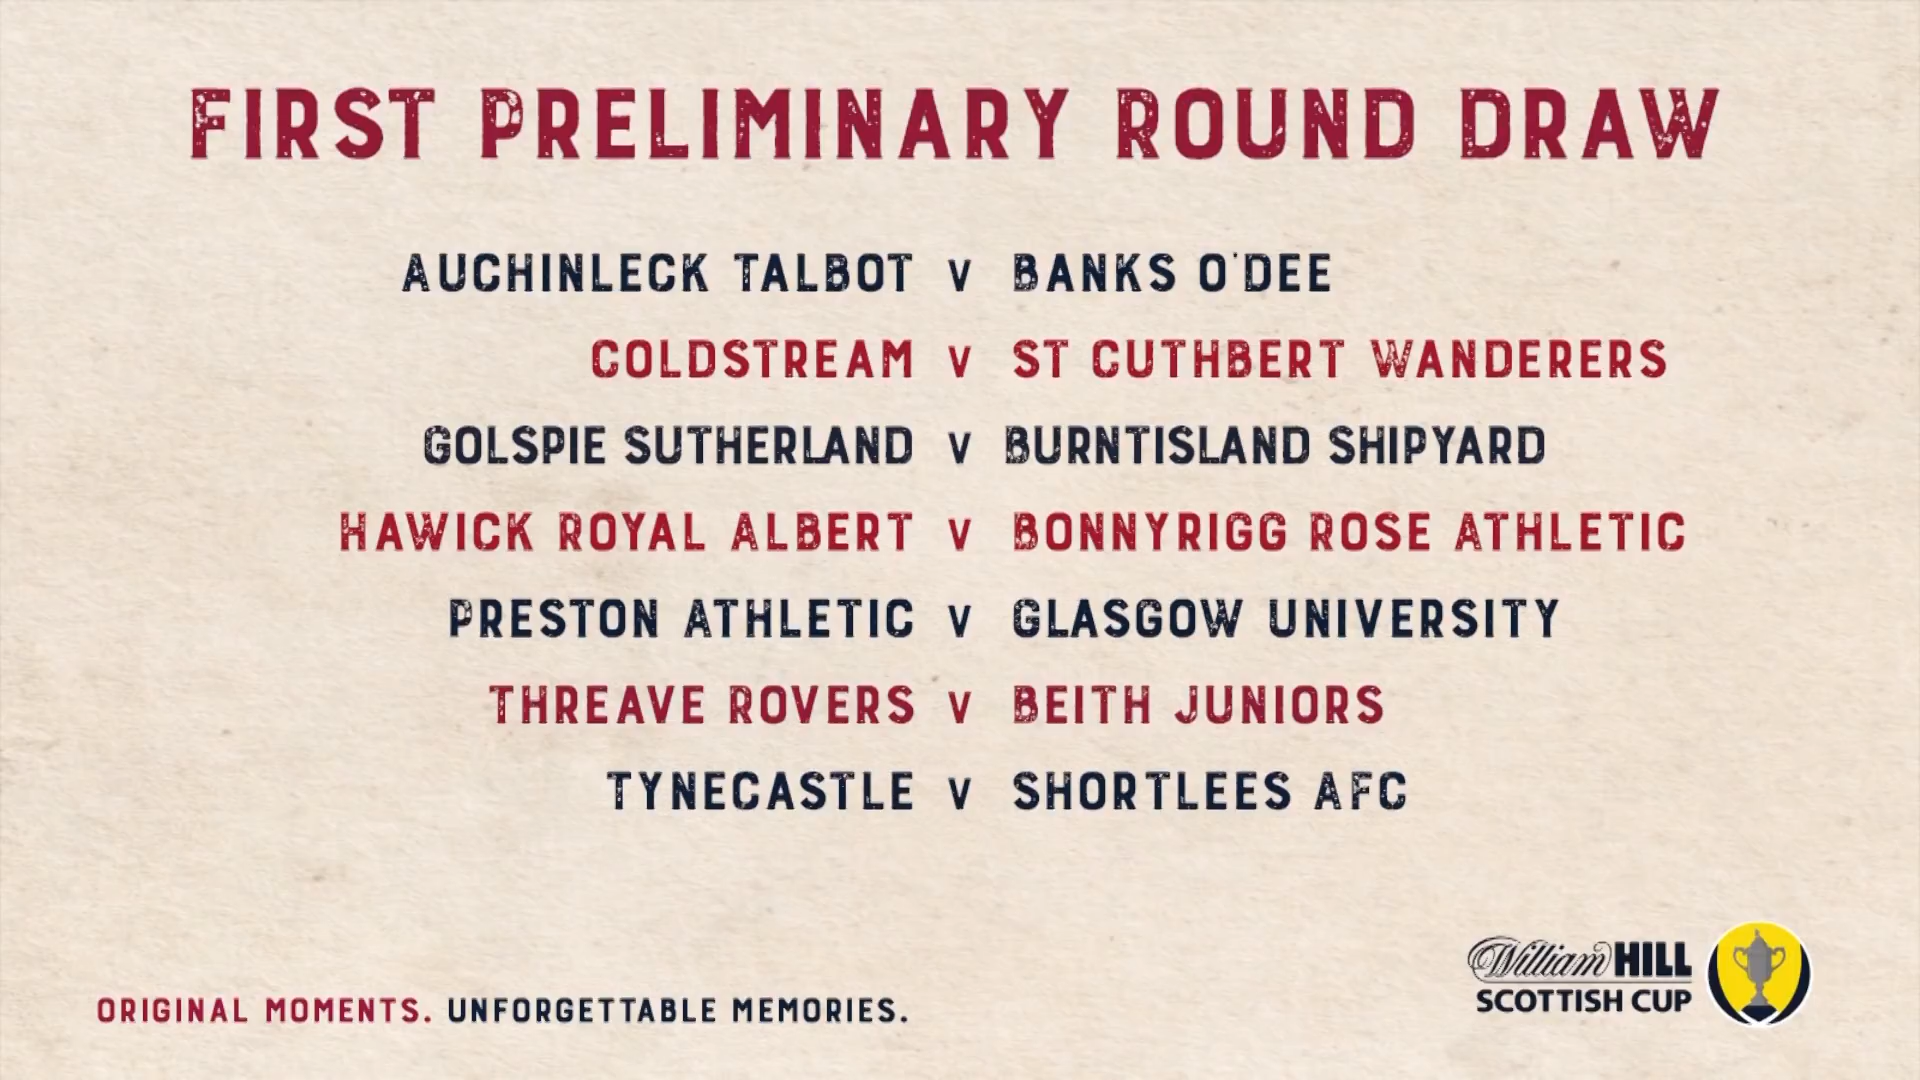 FIRST PRELIMINARY ROUND DRAW
AUCHINLECK TALBOT V BANKS O'DEE
COLDSTREAM V ST CUTHBERT WANDERERS
GOLSPIE SUTHERLAND V BURNTISLAND SHIPYARD
HAWICK ROYAL ALBERT V BONNYRIGG ROSE ATHLETIC
PRESTON ATHLETIC V GLASGOW UNIVERSITY
THREAVE ROVERS V BEITH JUNIORS
TYNECASTLE V SHORTLEES AFC
William HILL
SCOTTISH CUP
ORIGINAL MOMENTS. UNFORGETTABLE MEMORIES.